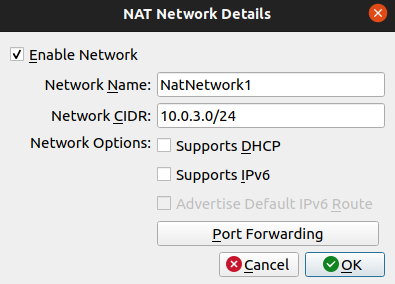 NAT Network Details
Enable Network
Network Name: NatNetwork1
Network CIDR: 10.0.3.0/24
Network Options: Supports DHCP
Supports IPv6
Advertise Default IPv6 Route
Port Forwarding
Cancel OK